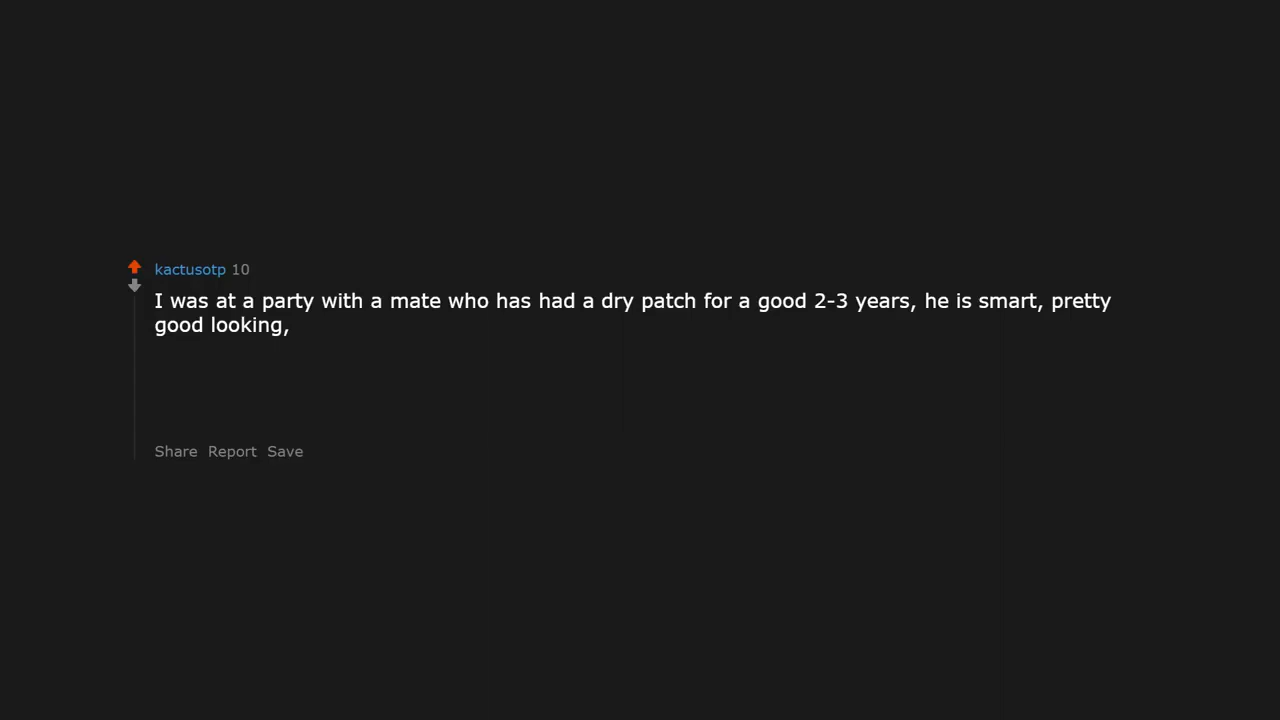 kactusotp 10
I was at a party with a mate who has had a dry patch for a good 2-3 years, he is smart, pretty
good looking,
Share Report Save